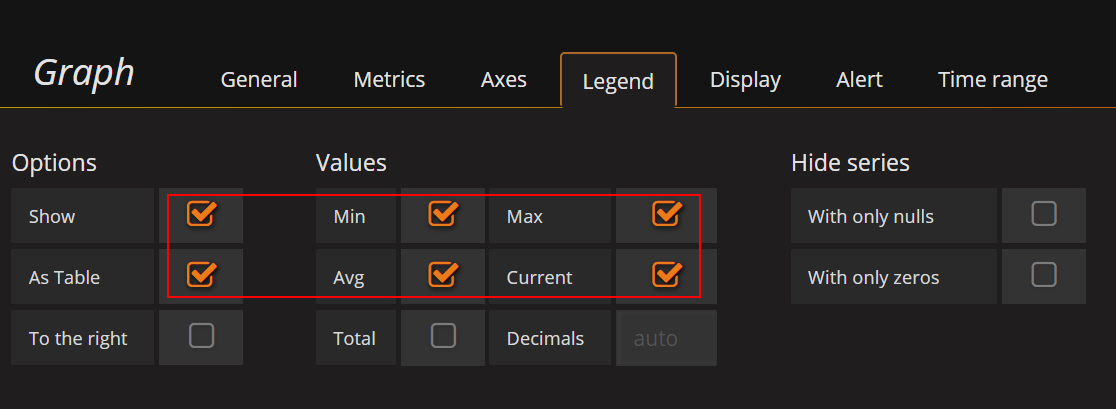 Graph General Metrics Axes Legend Display Alert Time range
Options Values Hide series
Show Min Max With only nulls
As Table Avg Current With only zeros
To the right Total Decimals auto